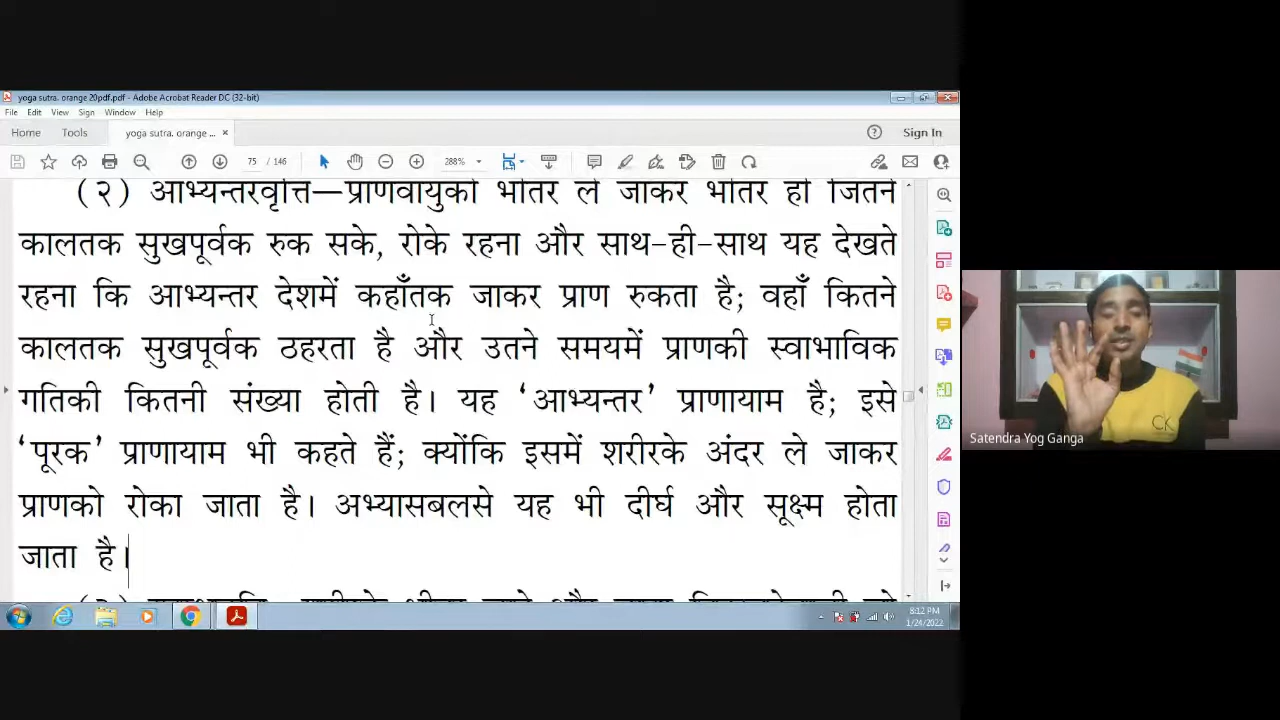 yoga sutra. orange 20pdf.pdf - Adobe Acrobat Reader DC (32-bit)
File Edit View Sign Window Help
Home Tools yoga sutra. orange ... × Sign In
75 / 146 288%
(२) आभ्यन्तरवृत्ति—प्राणवायुको भीतर ले जाकर भीतर ही जितने
कालतक सुखपूर्वक रुक सके, रोके रहना और साथ-ही-साथ यह देखते
रहना कि आभ्यन्तर देशमें कहाँतक जाकर प्राण रुकता है; वहाँ कितने
कालतक सुखपूर्वक ठहरता है और उतने समयमें प्राणकी स्वाभाविक
गतिकी कितनी संख्या होती है। यह ‘आभ्यन्तर’ प्राणायाम है; इसे
‘पूरक’ प्राणायाम भी कहते हैं; क्योंकि इसमें शरीरके अंदर ले जाकर
प्राणको रोका जाता है। अभ्यासबलसे यह भी दीर्घ और सूक्ष्म होता
जाता है।
CK
Satendra Yog Ganga
8:12 PM
1/24/2022